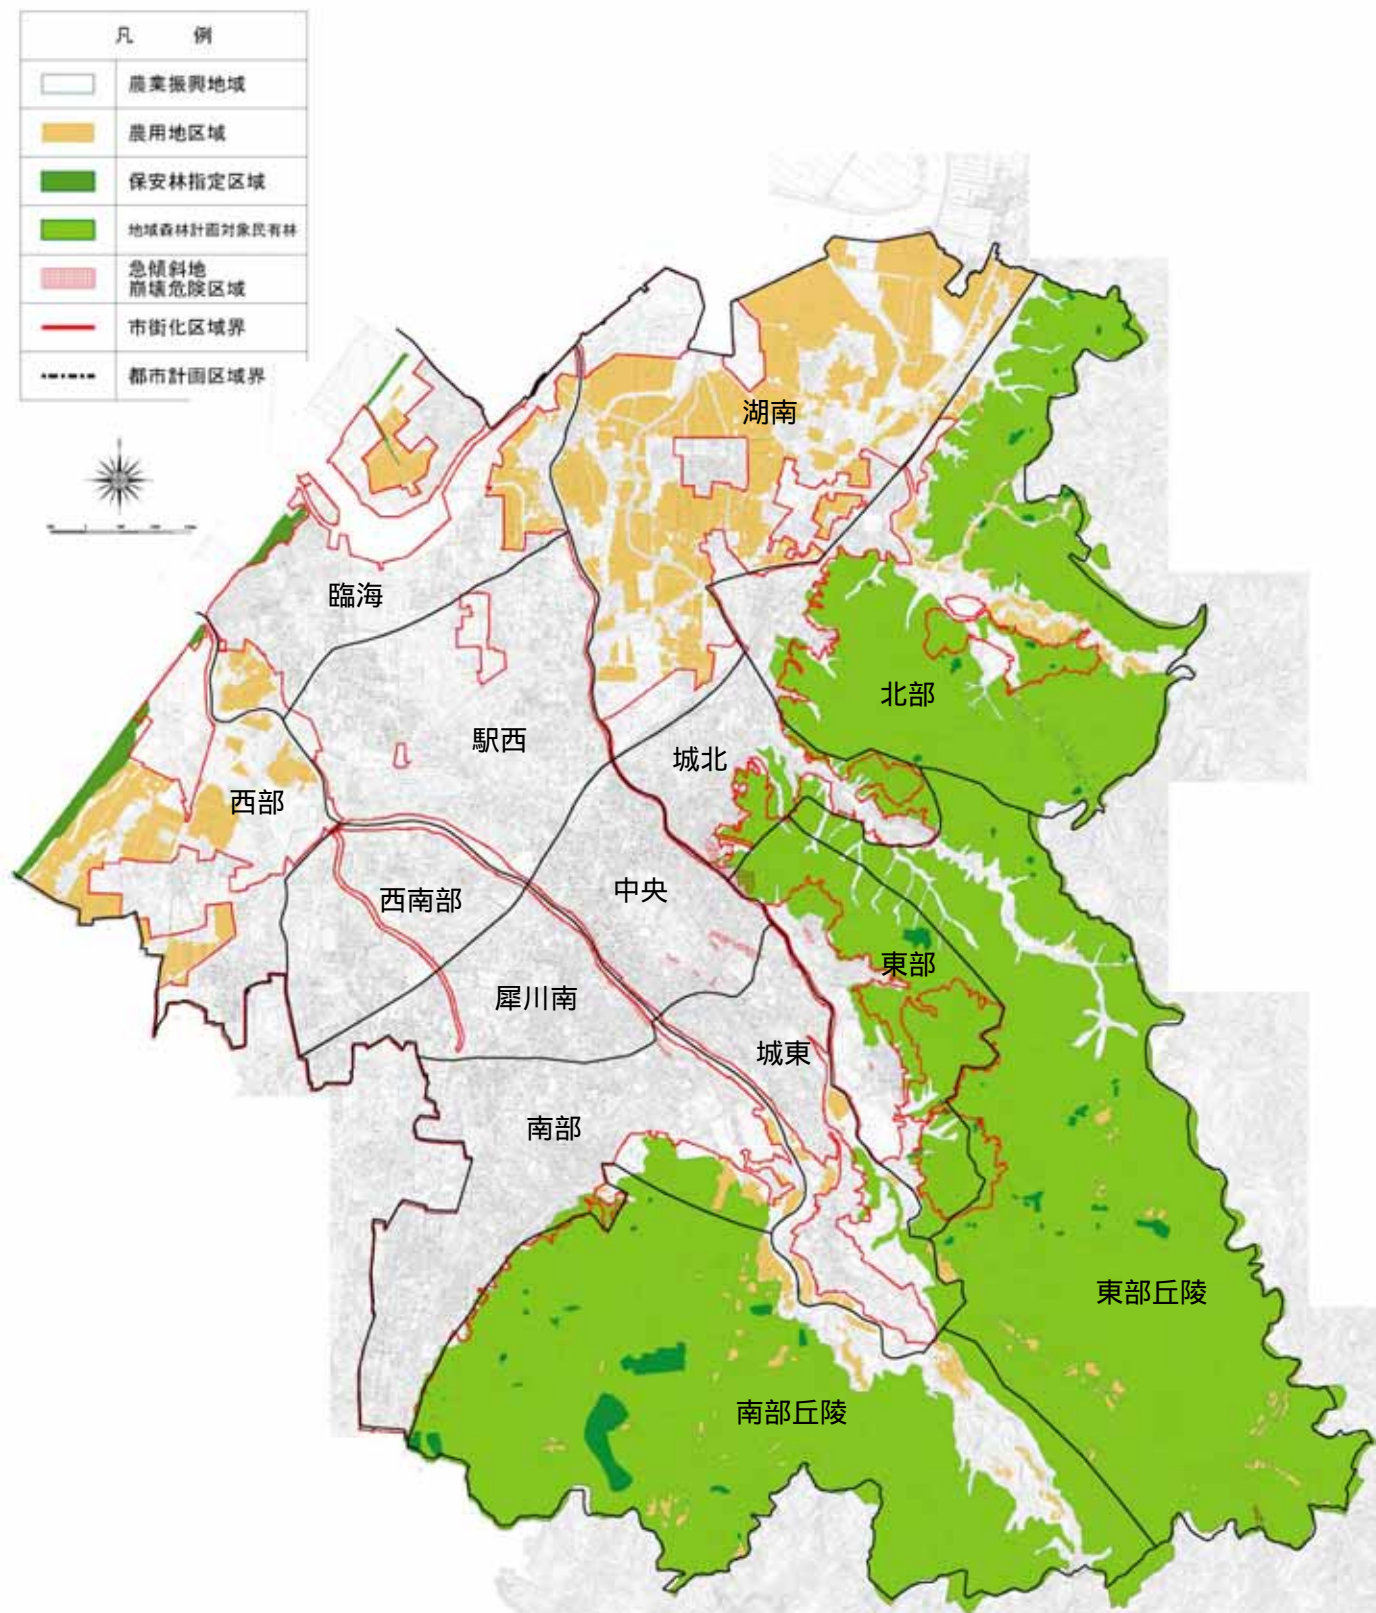 凡 例
農業振興地域
農用地区域
保安林指定区域
地域森林計画対象民有林
急傾斜地
崩壊危険区域
市街化区域界
都市計画区域界
湖南
臨海
北部
駅西
城北
西部
中央
西南部
東部
犀川南
城東
南部
東部丘陵
南部丘陵